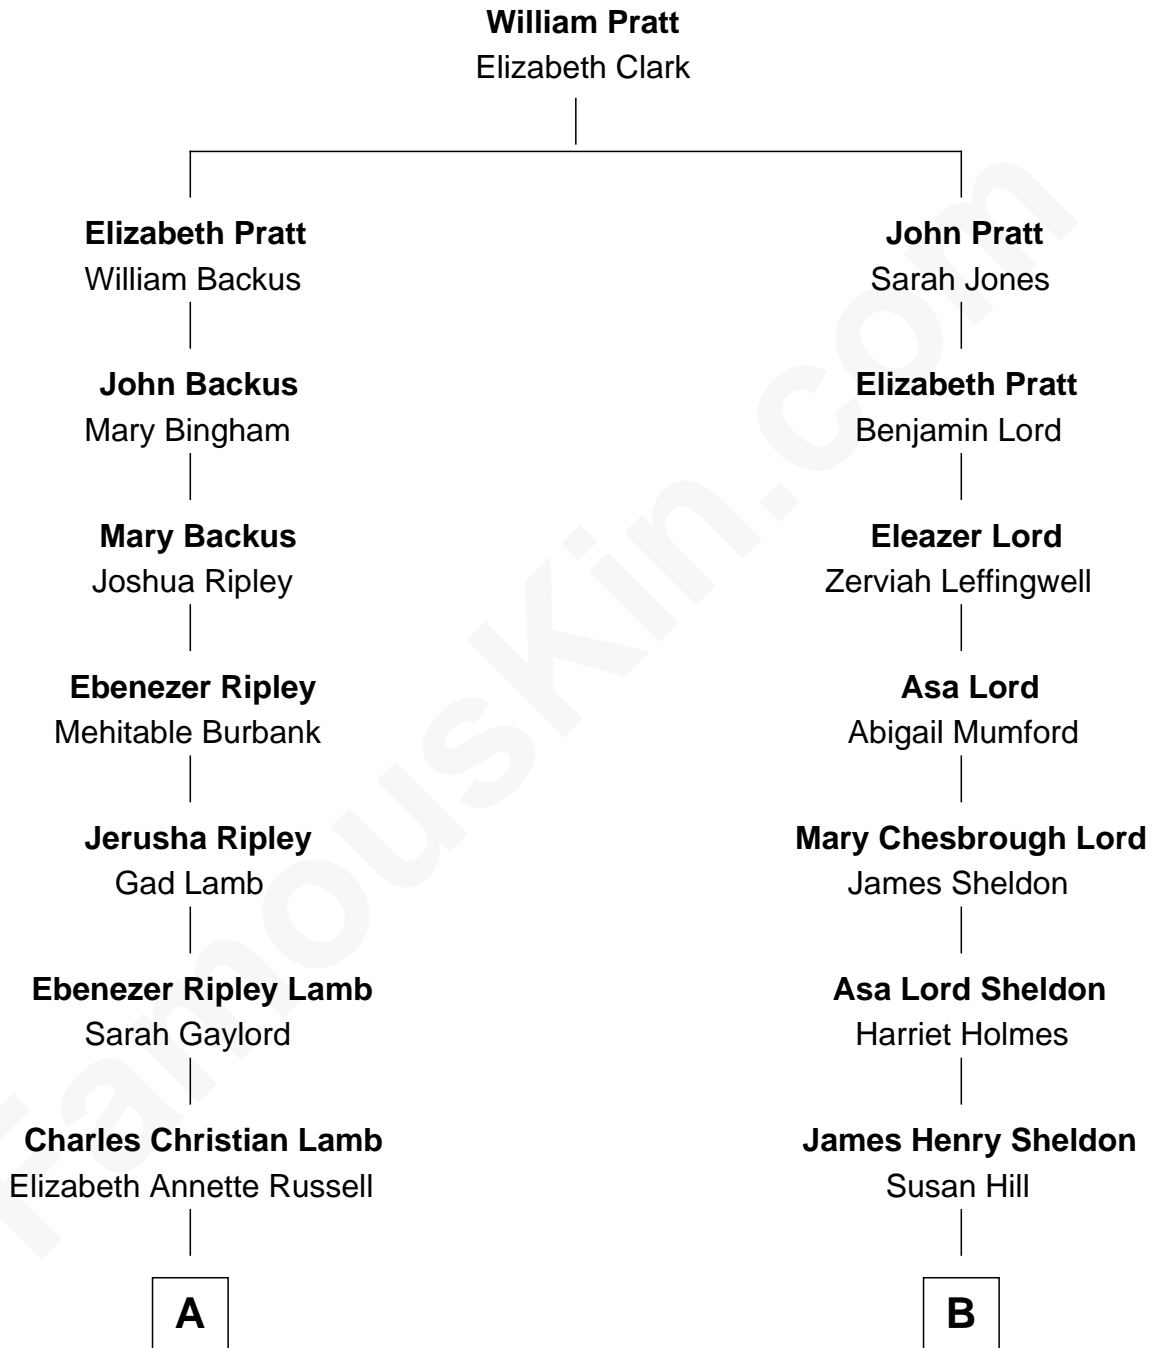 William Pratt
Elizabeth Clark
Elizabeth Pratt
William Backus
John Backus
Mary Bingham
Mary Backus
Joshua Ripley
Ebenezer Ripley
Mehitable Burbank
Jerusha Ripley
Gad Lamb
Ebenezer Ripley Lamb
Sarah Gaylord
Charles Christian Lamb
Elizabeth Annette Russell
A
John Pratt
Sarah Jones
Elizabeth Pratt
Benjamin Lord
Eleazer Lord
Zerviah Leffingwell
Asa Lord
Abigail Mumford
Mary Chesbrough Lord
James Sheldon
Asa Lord Sheldon
Harriet Holmes
James Henry Sheldon
Susan Hill
B
FamousKin.com